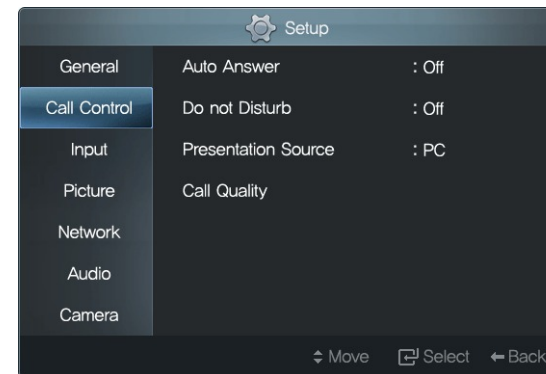 Setup
General
Auto Answer : Off
Call Control
Do not Disturb : Off
Input
Presentation Source : PC
Picture
Call Quality
Network
Audio
Camera
Move Select Back